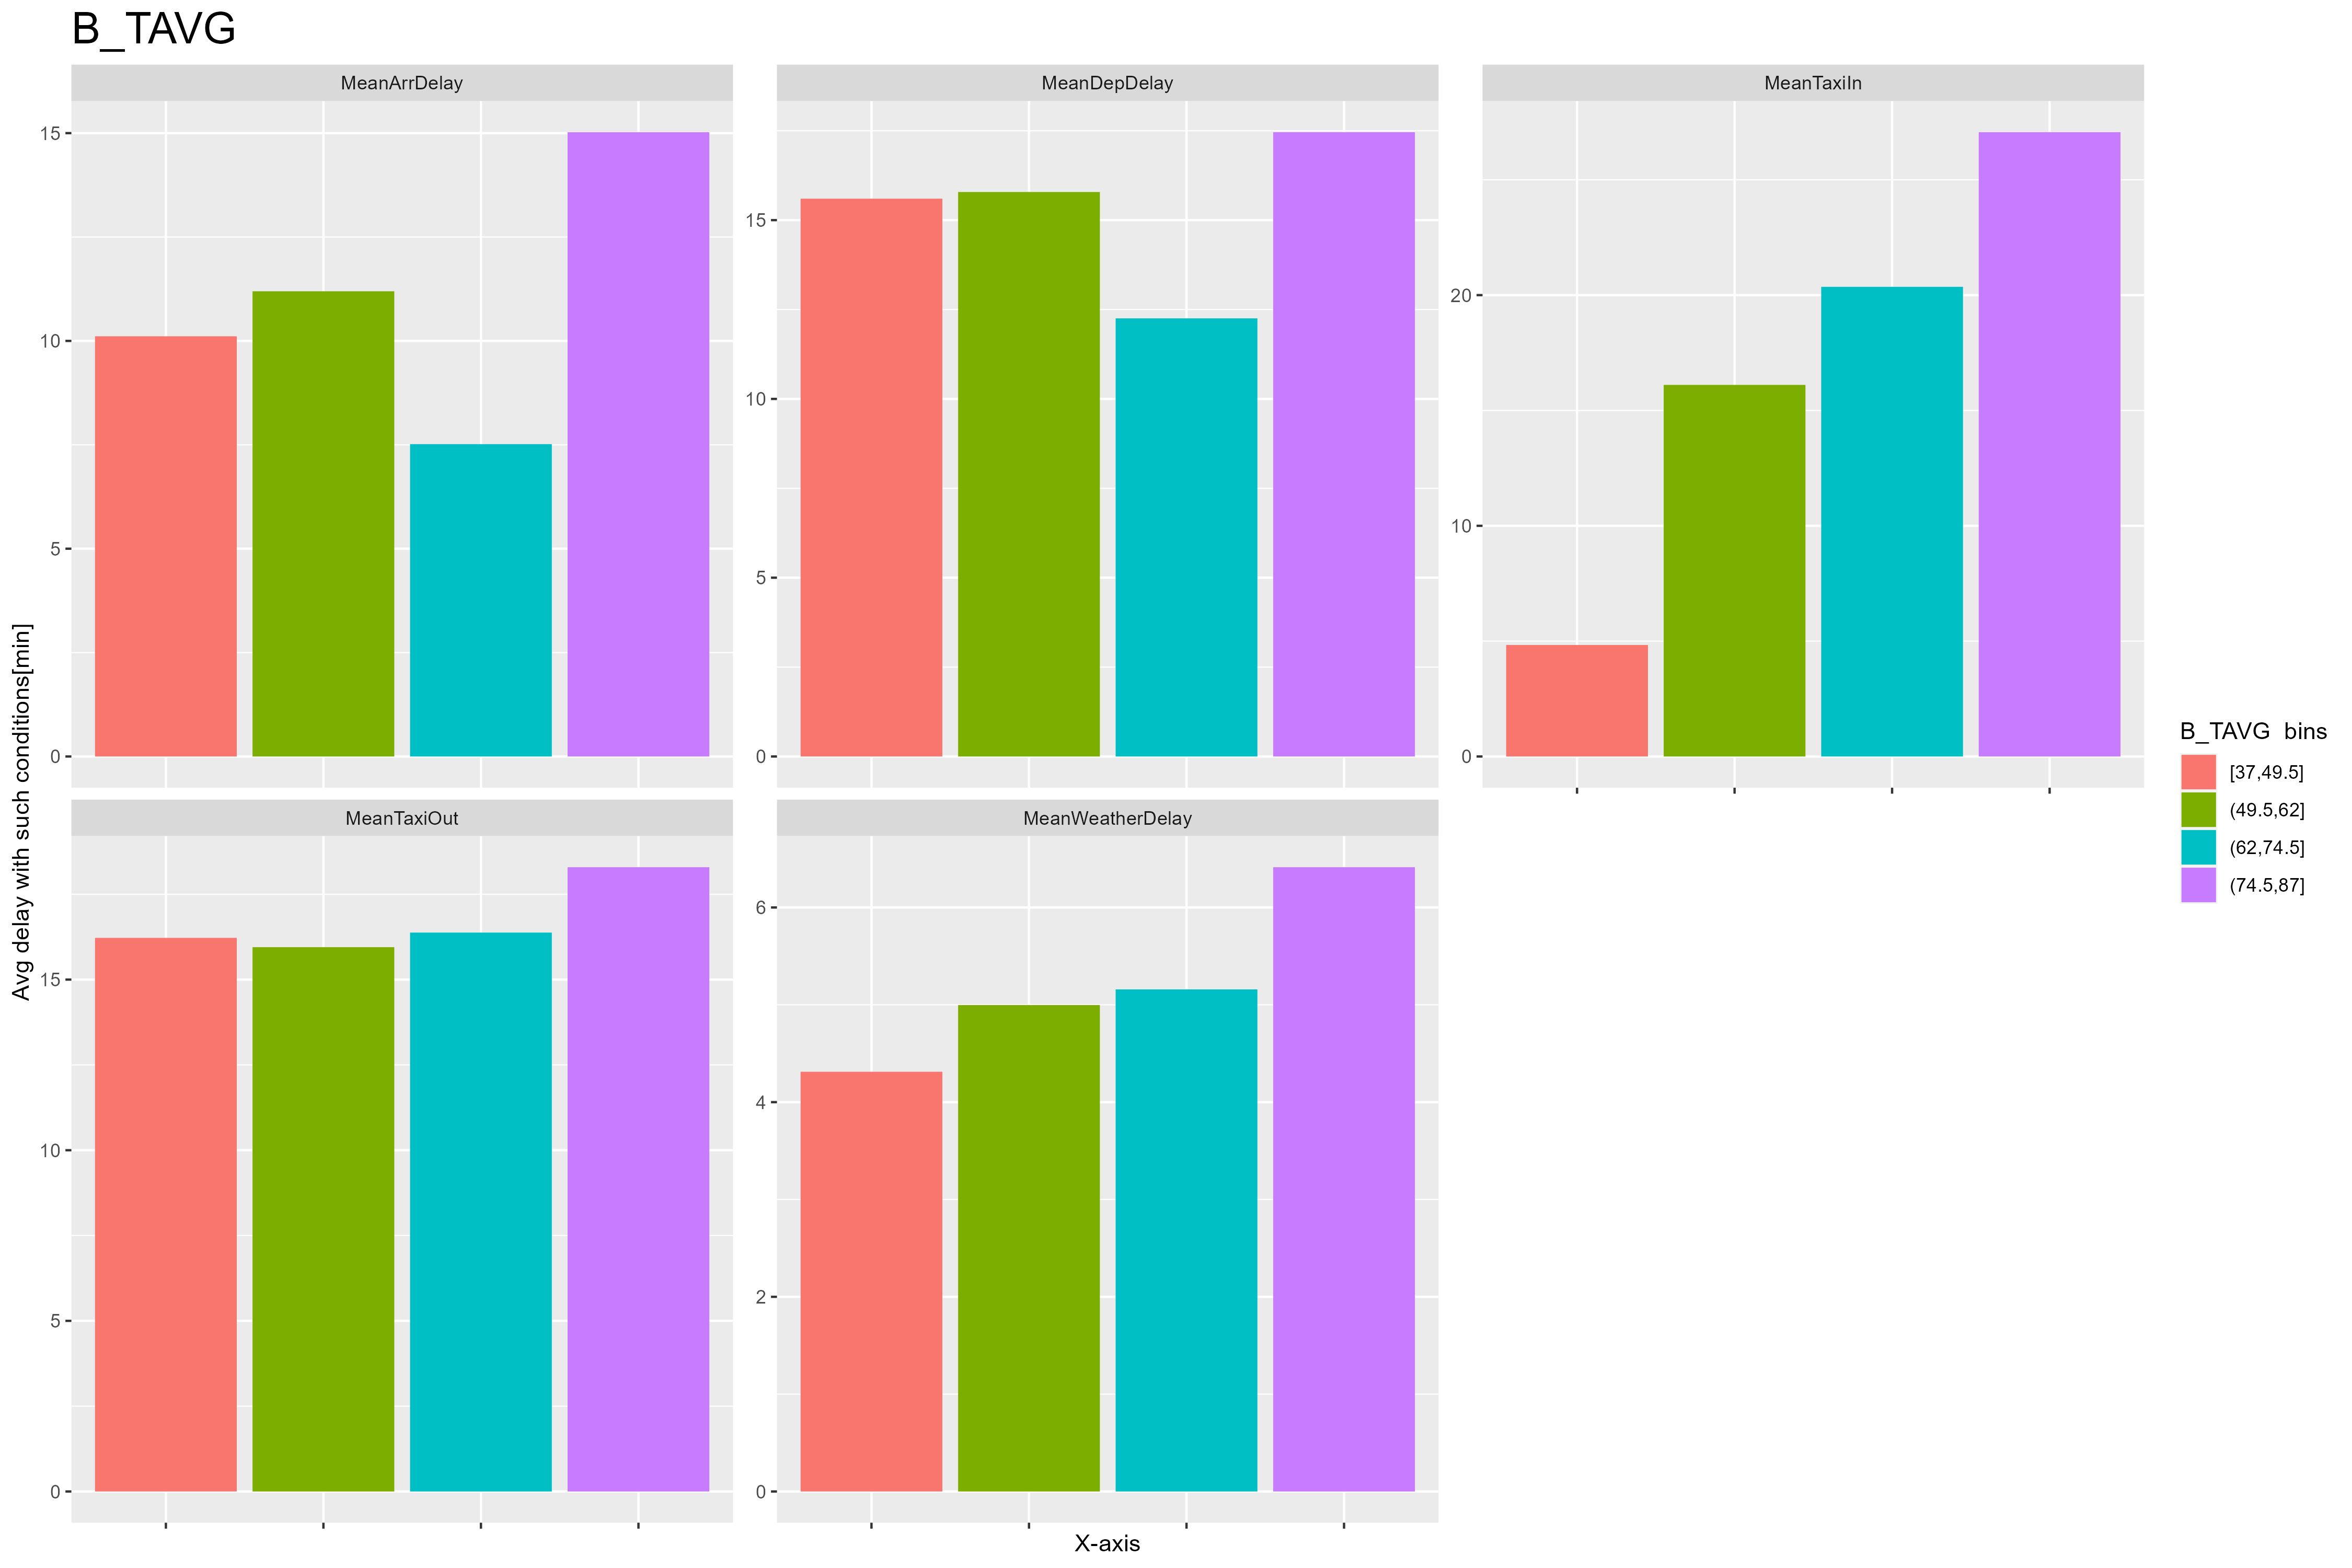 B_TAVG
MeanArrDelay
MeanDepDelay
MeanTaxiIn
15
10
5
0
15
10
5
0
20
10
0
MeanTaxiOut
MeanWeatherDelay
15
10
5
0
6
4
2
0
Avg delay with such conditions[min]
X-axis
B_TAVG  bins
[37,49.5]
(49.5,62]
(62,74.5]
(74.5,87]